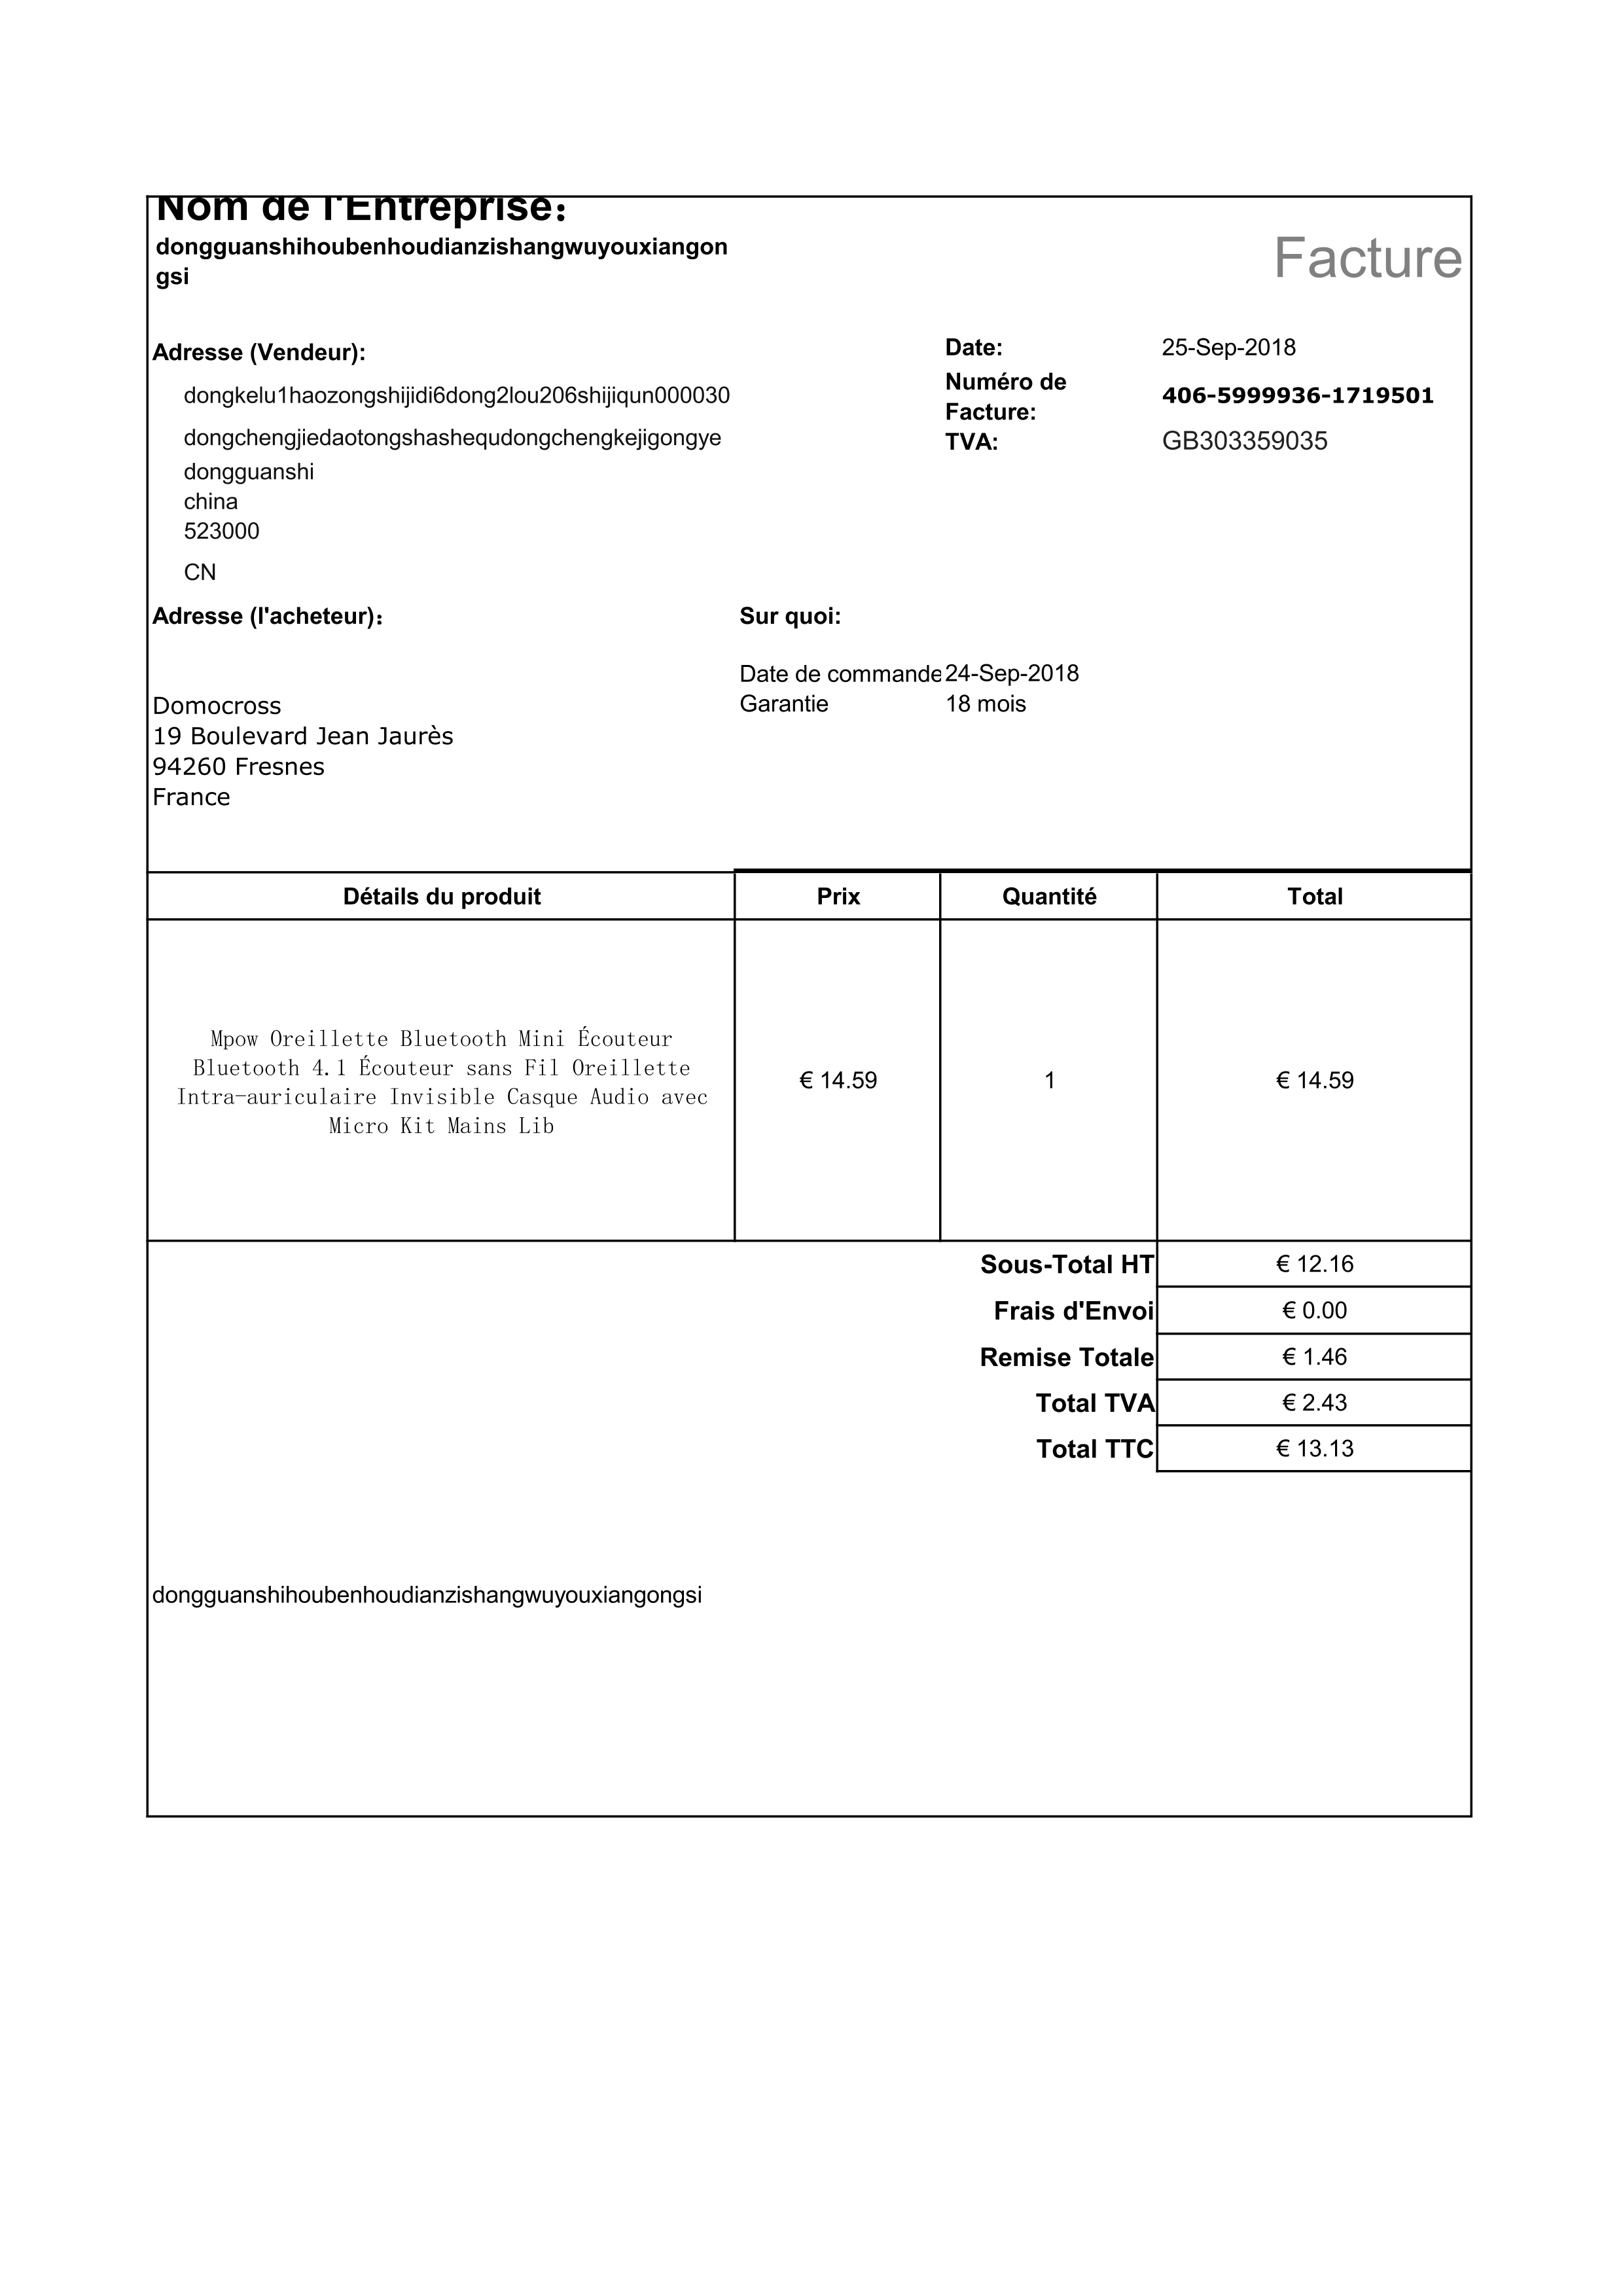 Nom de l'Entreprise：
dongguanshihoubenhoudianzishangwuyouxiangon
gsi
Facture
Adresse (Vendeur):
dongkelu1haozongshijidi6dong2lou206shijiqun000030
dongchengjiedaotongshashequdongchengkejigongye
dongguanshi
china
523000
CN
Date: 25-Sep-2018
Numéro de
Facture: 406-5999936-1719501
TVA: GB303359035
Adresse (l'acheteur)：
Domocross
19 Boulevard Jean Jaurès
94260 Fresnes
France
Sur quoi:
Date de commande 24-Sep-2018
Garantie 18 mois
Détails du produit Prix Quantité Total
Mpow Oreillette Bluetooth Mini Écouteur
Bluetooth 4.1 Écouteur sans Fil Oreillette
Intra-auriculaire Invisible Casque Audio avec
Micro Kit Mains Lib
€ 14.59 1 € 14.59
Sous-Total HT € 12.16
Frais d'Envoi € 0.00
Remise Totale € 1.46
Total TVA € 2.43
Total TTC € 13.13
dongguanshihoubenhoudianzishangwuyouxiangongsi